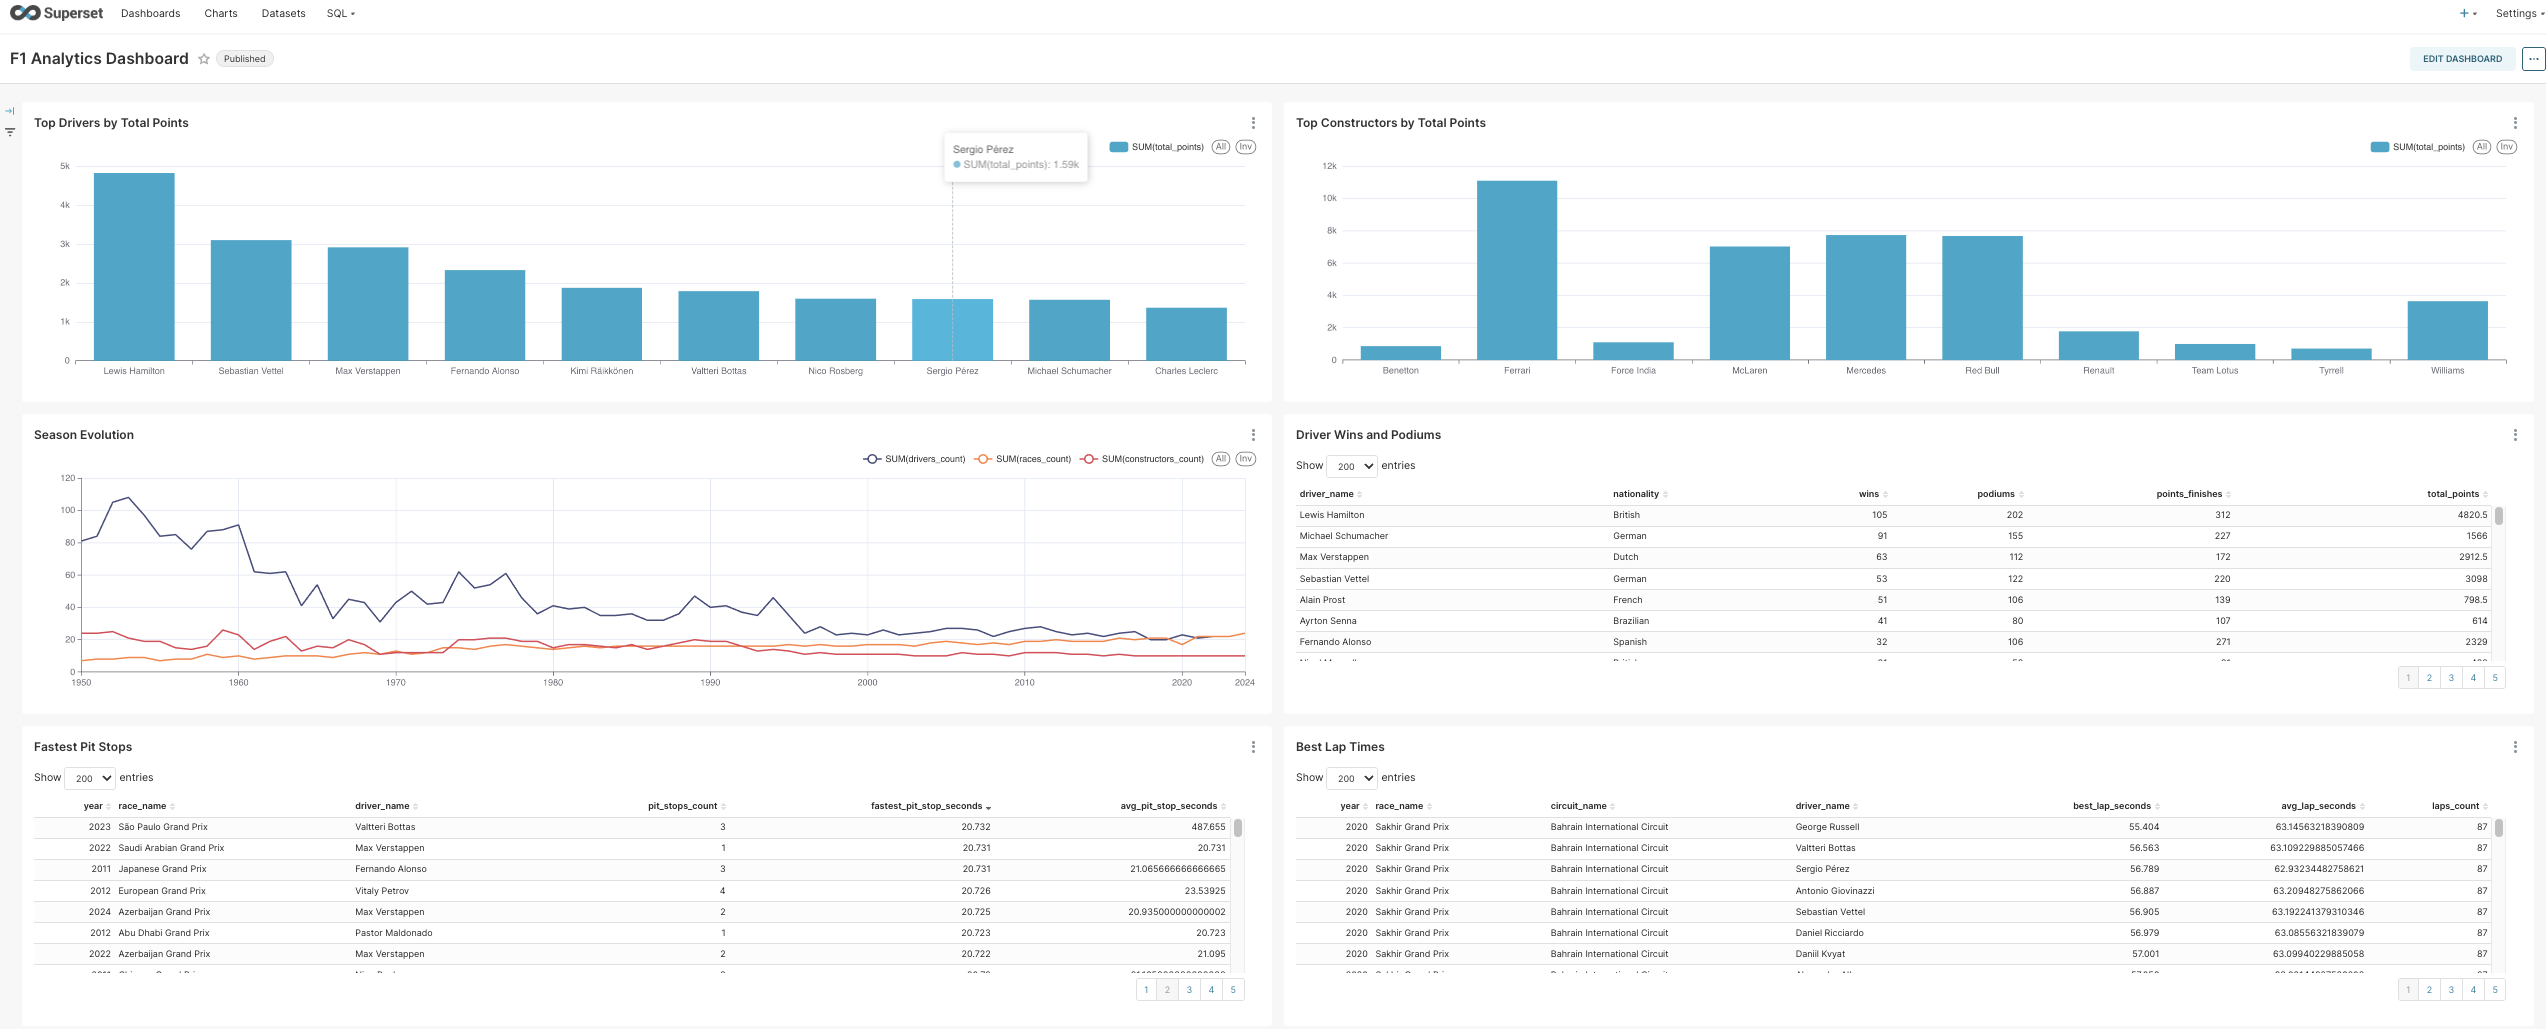 Superset Dashboards Charts Datasets SQL + Settings
F1 Analytics Dashboard Published EDIT DASHBOARD ...
Top Drivers by Total Points
SUM(total_points) All Inv
Sergio Pérez
SUM(total_points): 1.59k
5k
4k
3k
2k
1k
0
Lewis Hamilton Sebastian Vettel Max Verstappen Fernando Alonso Kimi Räikkönen Valtteri Bottas Nico Rosberg Sergio Pérez Michael Schumacher Charles Leclerc
Top Constructors by Total Points
SUM(total_points) All Inv
12k
10k
8k
6k
4k
2k
0
Benetton Ferrari Force India McLaren Mercedes Red Bull Renault Team Lotus Tyrrell Williams
Season Evolution
SUM(drivers_count) SUM(races_count) SUM(constructors_count) All Inv
120
100
80
60
40
20
0
1950 1960 1970 1980 1990 2000 2010 2020 2024
Driver Wins and Podiums
Show 200 entries
driver_name nationality wins podiums points_finishes total_points
Lewis Hamilton British 105 202 312 4820.5
Michael Schumacher German 91 155 227 1566
Max Verstappen Dutch 63 112 172 2912.5
Sebastian Vettel German 53 122 220 3098
Alain Prost French 51 106 139 798.5
Ayrton Senna Brazilian 41 80 107 614
Fernando Alonso Spanish 32 106 271 2329
1 2 3 4 5
Fastest Pit Stops
Show 200 entries
year race_name driver_name pit_stops_count fastest_pit_stop_seconds avg_pit_stop_seconds
2023 São Paulo Grand Prix Valtteri Bottas 3 20.732 487.655
2022 Saudi Arabian Grand Prix Max Verstappen 1 20.731 20.731
2011 Japanese Grand Prix Fernando Alonso 3 20.731 21.065666666666665
2012 European Grand Prix Vitaly Petrov 4 20.726 23.53925
2024 Azerbaijan Grand Prix Max Verstappen 2 20.725 20.935000000000002
2012 Abu Dhabi Grand Prix Pastor Maldonado 1 20.723 20.723
2022 Azerbaijan Grand Prix Max Verstappen 2 20.722 21.095
1 2 3 4 5
Best Lap Times
Show 200 entries
year race_name circuit_name driver_name best_lap_seconds avg_lap_seconds laps_count
2020 Sakhir Grand Prix Bahrain International Circuit George Russell 55.404 63.14563218390809 87
2020 Sakhir Grand Prix Bahrain International Circuit Valtteri Bottas 56.563 63.109229885057466 87
2020 Sakhir Grand Prix Bahrain International Circuit Sergio Pérez 56.789 62.93234482758621 87
2020 Sakhir Grand Prix Bahrain International Circuit Antonio Giovinazzi 56.887 63.20948275862066 87
2020 Sakhir Grand Prix Bahrain International Circuit Sebastian Vettel 56.905 63.192241379310346 87
2020 Sakhir Grand Prix Bahrain International Circuit Daniel Ricciardo 56.979 63.08556321839079 87
2020 Sakhir Grand Prix Bahrain International Circuit Daniil Kvyat 57.001 63.09940229885058 87
1 2 3 4 5